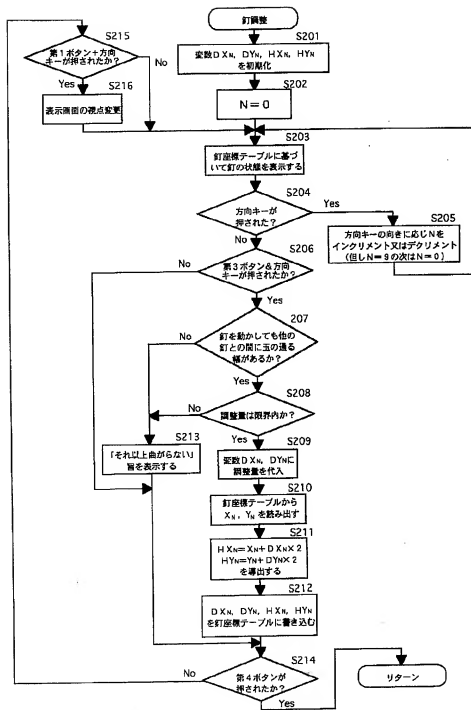 釘調整
S201
変数DXN, DYN, HXN, HYN
を初期化
S202
N=0
S203
釘座標テーブルに基づ
いて釘の状態を表示する
S204
方向キーが
押された?
Yes
No
S205
方向キーの向きに応じNを
インクリメント又はデクリメント
(但しN=9の次はN=0)
S206
第3ボタン&方向
キーが押されたか?
No
Yes
207
釘を動かしても他の
釘との間に玉の通る
幅があるか?
No
Yes
S208
調整量は限界内か?
No
Yes
S213
「それ以上曲がらない」
旨を表示する
S209
変数DXN, DYNに
調整量を代入
S210
釘座標テーブルから
XN, YNを読み出す
S211
HXN=XN+DXN×2
HYN=YN+DYN×2
を導出する
S212
DXN, DYN, HXN, HYN
を釘座標テーブルに書き込む
S214
第4ボタンが
押されたか?
No
Yes
リターン
S215
第1ボタン+方向
キーが押されたか?
Yes
No
S216
表示画面の視点変更